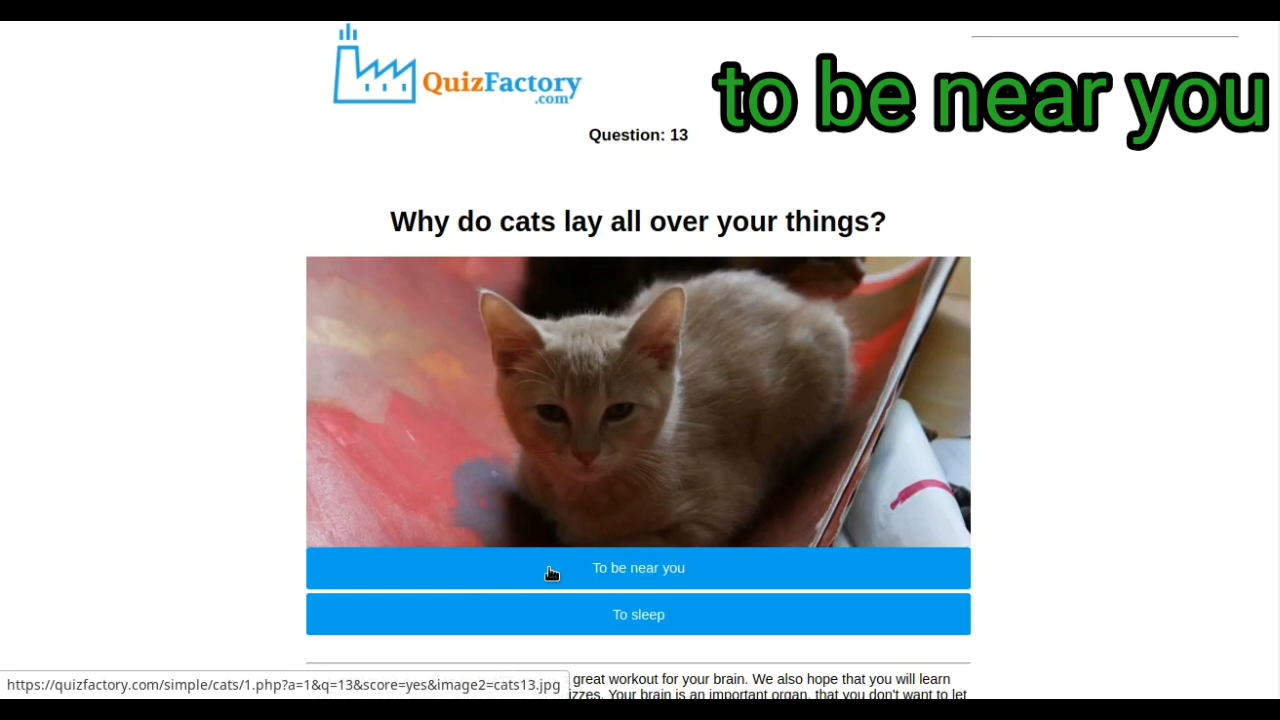 QuizFactory
.com
to be near you
Question: 13
Why do cats lay all over your things?
To be near you
To sleep
great workout for your brain. We also hope that you will learn
izzes. Your brain is an important organ, that you don't want to let
https://quizfactory.com/simple/cats/1.php?a=1&q=13&score=yes&image2=cats13.jpg